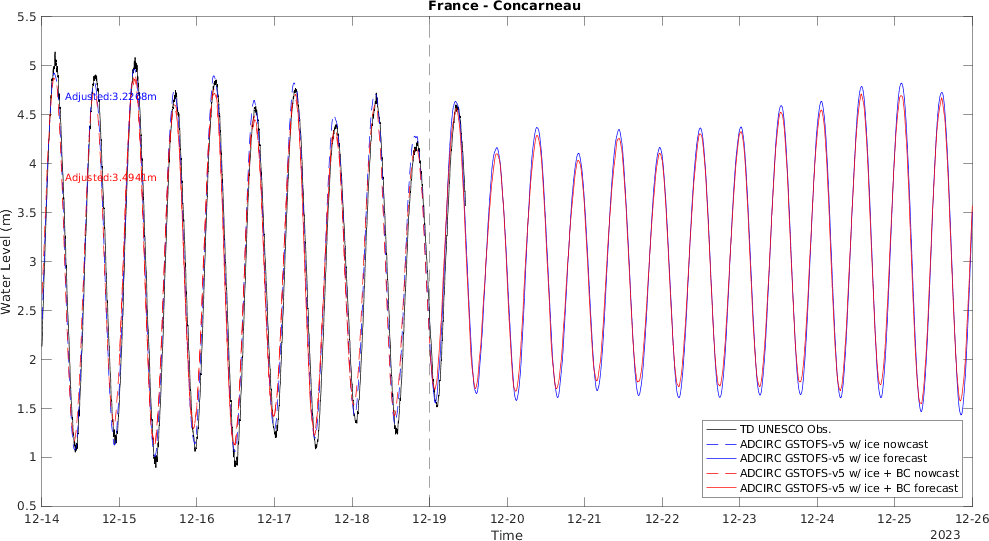 France - Concarneau
5.5
5
4.5
4
3.5
3
2.5
2
1.5
1
0.5
Water Level (m)
Adjusted:3.2268m
Adjusted:3.4941m
TD UNESCO Obs.
ADCIRC GSTOFS-v5 w/ ice nowcast
ADCIRC GSTOFS-v5 w/ ice forecast
ADCIRC GSTOFS-v5 w/ ice + BC nowcast
ADCIRC GSTOFS-v5 w/ ice + BC forecast
12-14 12-15 12-16 12-17 12-18 12-19 12-20 12-21 12-22 12-23 12-24 12-25 12-26
Time
2023